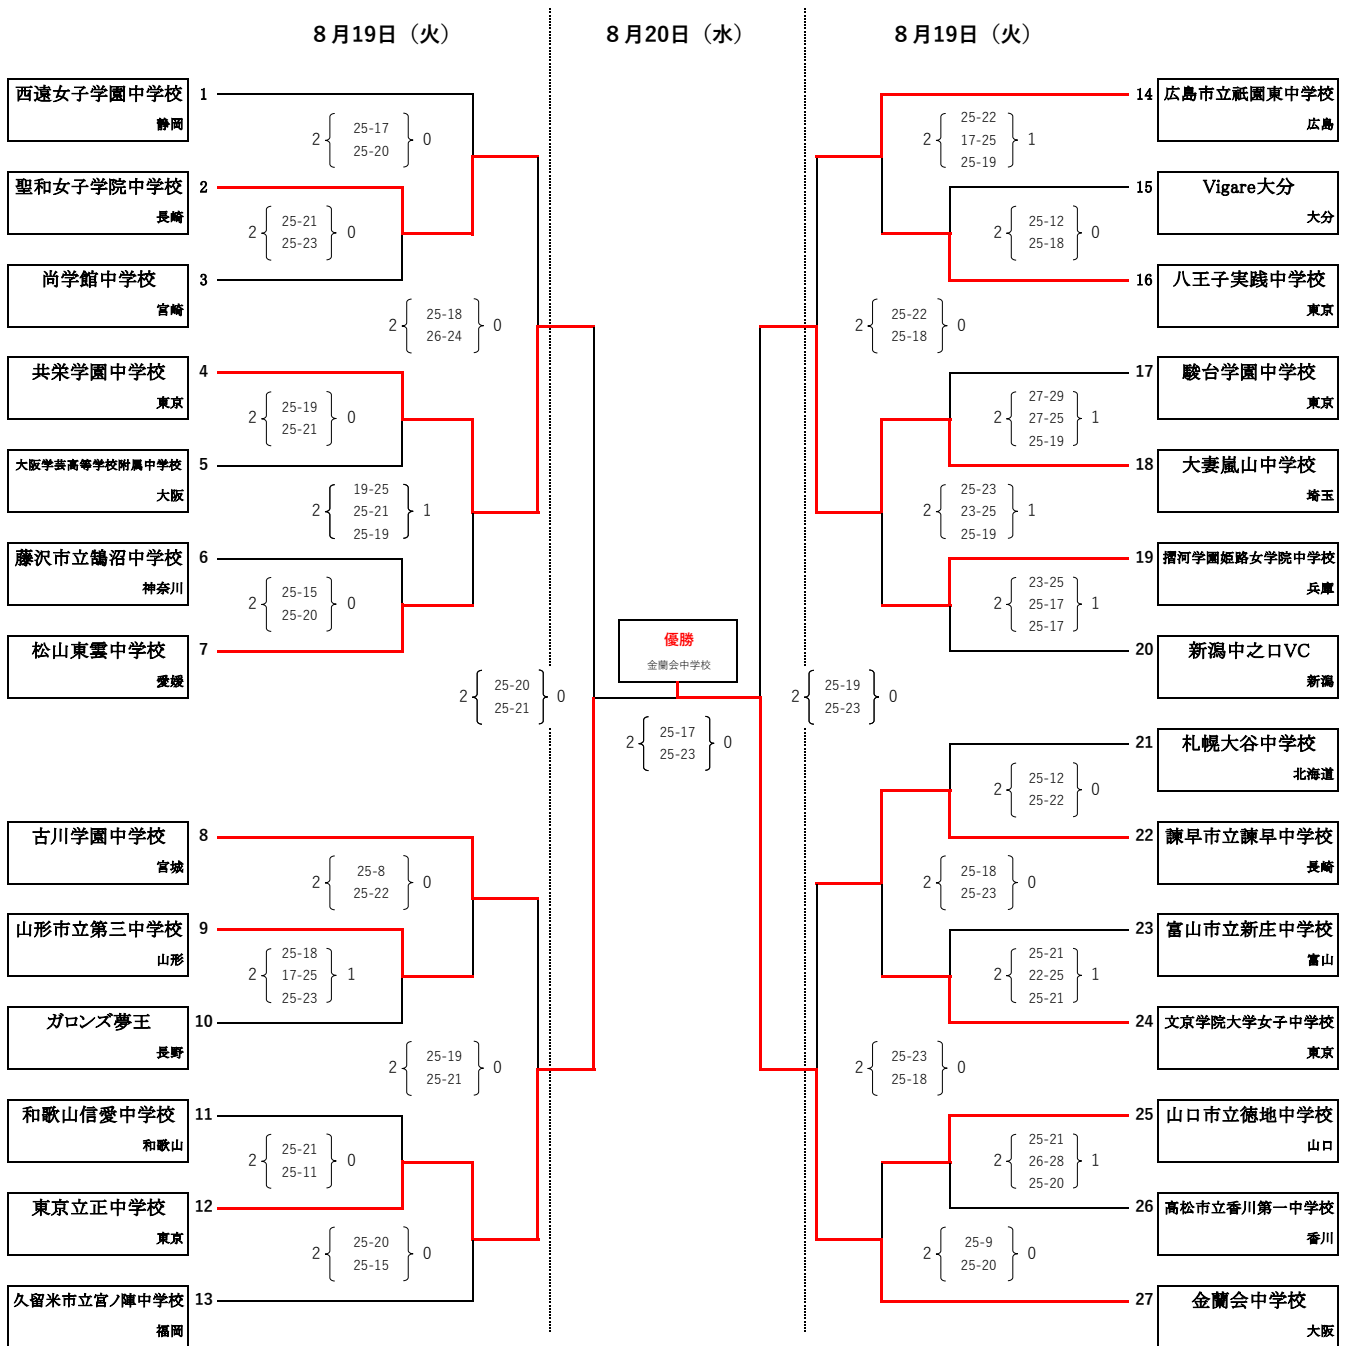 ８月19日（火）
８月20日（水）
８月19日（火）
西遠女子学園中学校
静岡
1
2 25-17 0
25-20
聖和女子学院中学校
長崎
2
2 25-21 0
25-23
尚学館中学校
宮崎
3
2 25-18 0
26-24
共栄学園中学校
東京
4
2 25-19 0
25-21
大阪学芸高等学校附属中学校
大阪
5
19-25
2 25-21 1
25-19
藤沢市立鵠沼中学校
神奈川
6
2 25-15 0
25-20
松山東雲中学校
愛媛
7
2 25-20 0
25-21
古川学園中学校
宮城
8
2 25-8 0
25-22
山形市立第三中学校
山形
9
25-18
2 17-25 1
25-23
ガロンズ夢王
長野
10
2 25-19 0
25-21
和歌山信愛中学校
和歌山
11
2 25-21 0
25-11
東京立正中学校
東京
12
2 25-20 0
25-15
久留米市立宮ノ陣中学校
福岡
13
優勝
金蘭会中学校
2 25-17 0
25-23
14
広島市立祇園東中学校
広島
25-22
2 17-25 1
25-19
15
Vigare大分
大分
2 25-12 0
25-18
16
八王子実践中学校
東京
2 25-22 0
25-18
17
駿台学園中学校
東京
27-29
2 27-25 1
25-19
18
大妻嵐山中学校
埼玉
25-23
2 23-25 1
25-19
19
摺河学園姫路女学院中学校
兵庫
23-25
2 25-17 1
25-17
20
新潟中之口VC
新潟
2 25-19 0
25-23
21
札幌大谷中学校
北海道
2 25-12 0
25-22
22
諫早市立諫早中学校
長崎
2 25-18 0
25-23
23
富山市立新庄中学校
富山
25-21
2 22-25 1
25-21
24
文京学院大学女子中学校
東京
2 25-23 0
25-18
25
山口市立徳地中学校
山口
25-21
2 26-28 1
25-20
26
高松市立香川第一中学校
香川
2 25-9 0
25-20
27
金蘭会中学校
大阪